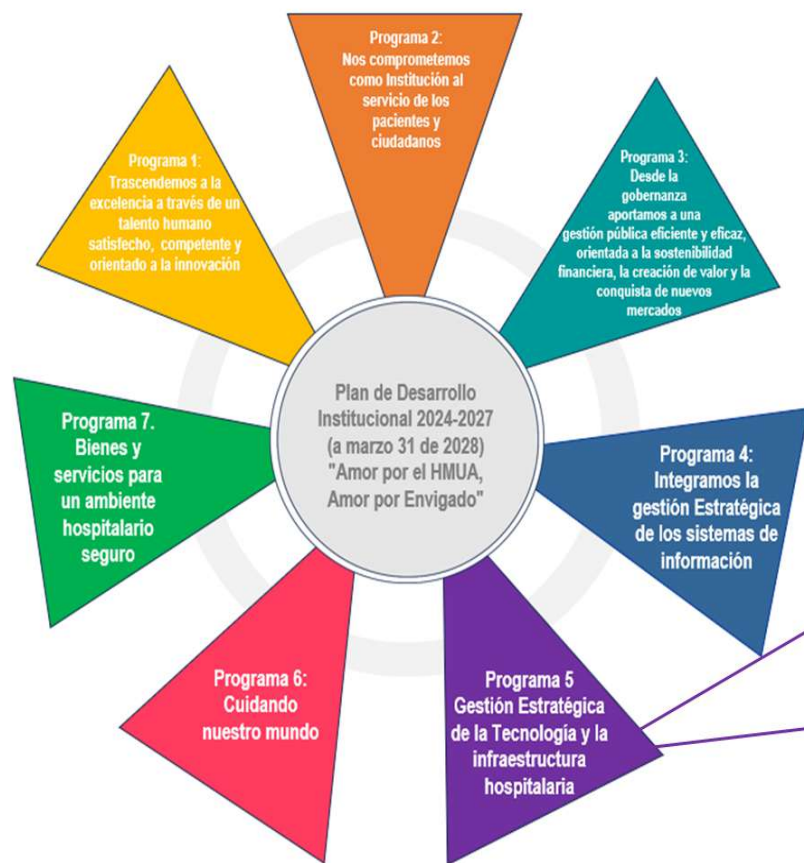 Programa 1:
Trascendemos a la
excelencia a través de un
talento humano
satisfecho, competente y
orientado a la innovación
Programa 2:
Nos comprometemos
como Institución al
servicio de los
pacientes y
ciudadanos
Programa 3:
Desde la
gobernanza
aportamos a una
gestión pública eficiente y eficaz,
orientada a la sostenibilidad
financiera, la creación de valor y la
conquista de nuevos
mercados
Programa 4:
Integramos la
gestión Estratégica
de los sistemas de
información
Programa 5
Gestión Estratégica
de la Tecnología y la
infraestructura
hospitalaria
Programa 6:
Cuidando
nuestro mundo
Programa 7.
Bienes y
servicios para
un ambiente
hospitalario
seguro
Plan de Desarrollo
Institucional 2024-2027
(a marzo 31 de 2028)
"Amor por el HMUA,
Amor por Envigado"